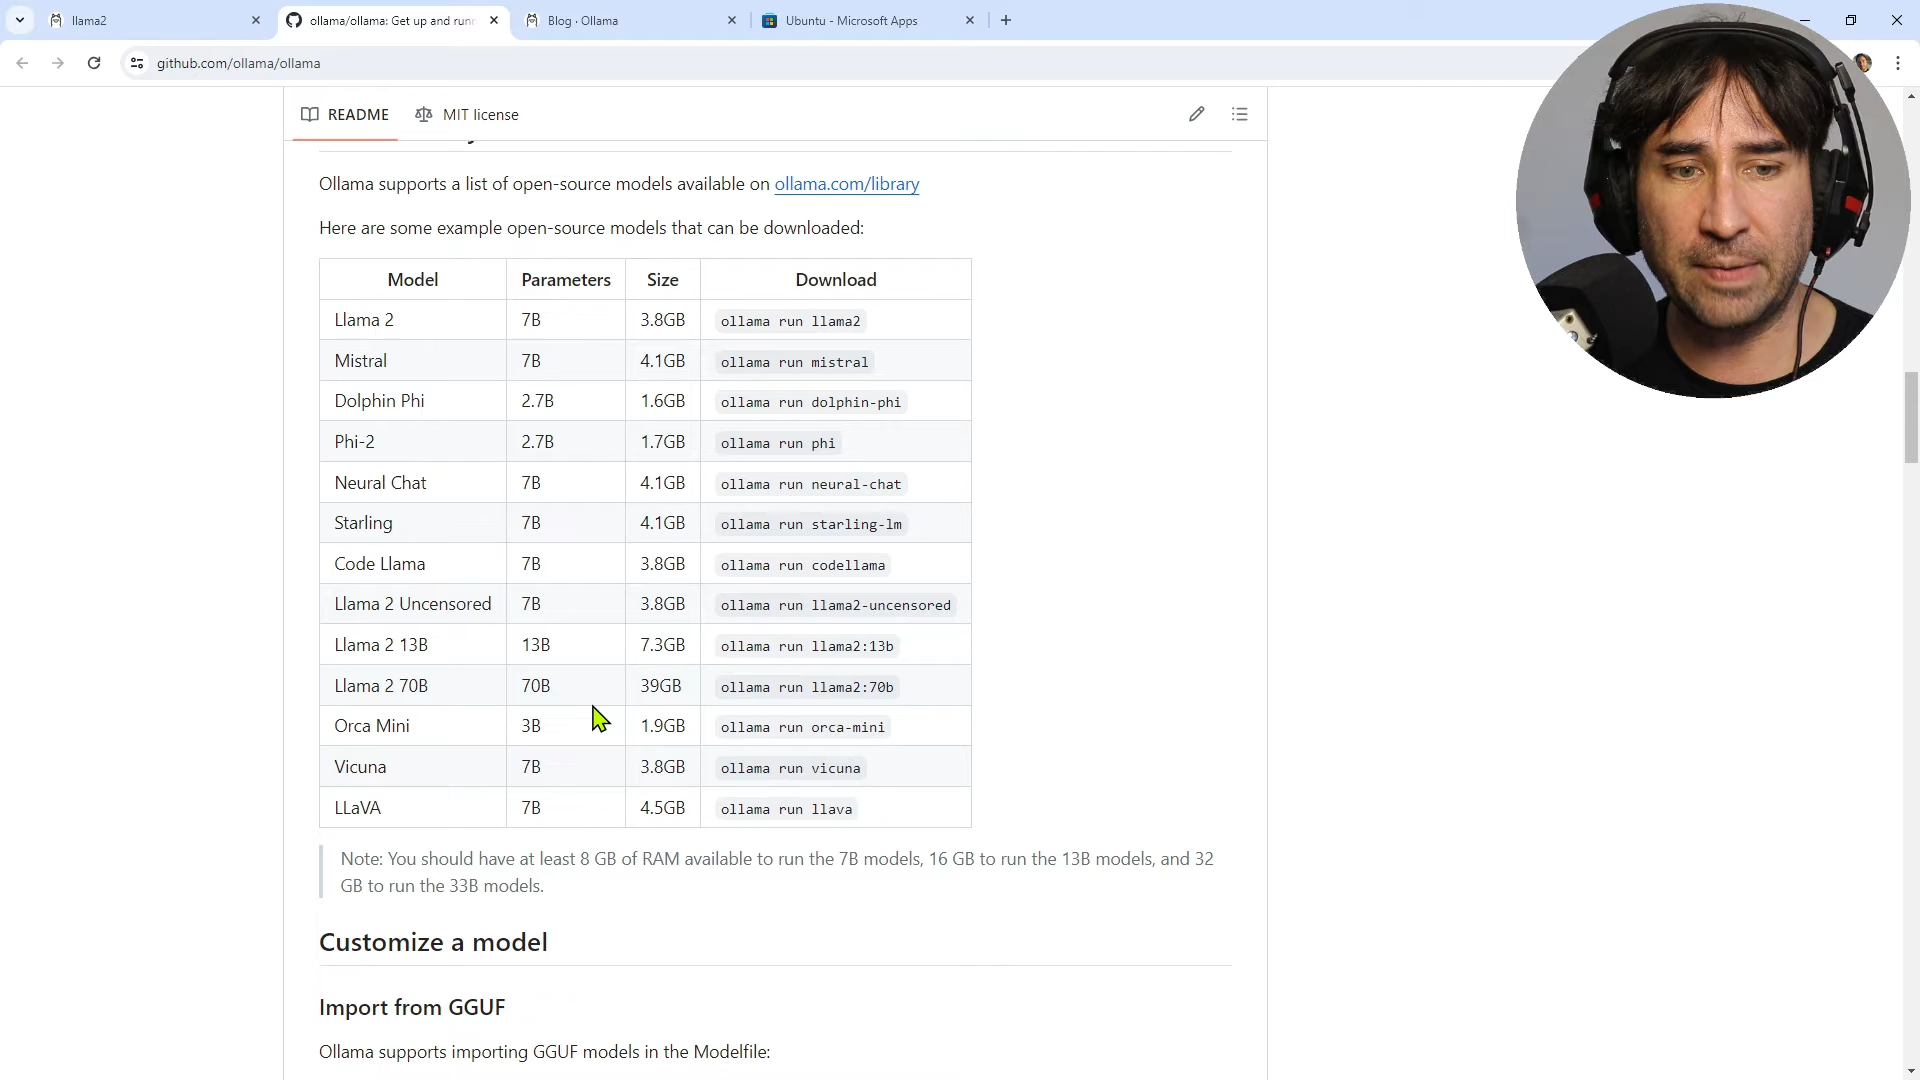 llama2
ollama/ollama: Get up and runn
Blog · Ollama
Ubuntu - Microsoft Apps
github.com/ollama/ollama
README
MIT license
Ollama supports a list of open-source models available on ollama.com/library
Here are some example open-source models that can be downloaded:
Model Parameters Size Download
Llama 2 7B 3.8GB ollama run llama2
Mistral 7B 4.1GB ollama run mistral
Dolphin Phi 2.7B 1.6GB ollama run dolphin-phi
Phi-2 2.7B 1.7GB ollama run phi
Neural Chat 7B 4.1GB ollama run neural-chat
Starling 7B 4.1GB ollama run starling-lm
Code Llama 7B 3.8GB ollama run codellama
Llama 2 Uncensored 7B 3.8GB ollama run llama2-uncensored
Llama 2 13B 13B 7.3GB ollama run llama2:13b
Llama 2 70B 70B 39GB ollama run llama2:70b
Orca Mini 3B 1.9GB ollama run orca-mini
Vicuna 7B 3.8GB ollama run vicuna
LLaVA 7B 4.5GB ollama run llava
Note: You should have at least 8 GB of RAM available to run the 7B models, 16 GB to run the 13B models, and 32
GB to run the 33B models.
Customize a model
Import from GGUF
Ollama supports importing GGUF models in the Modelfile: